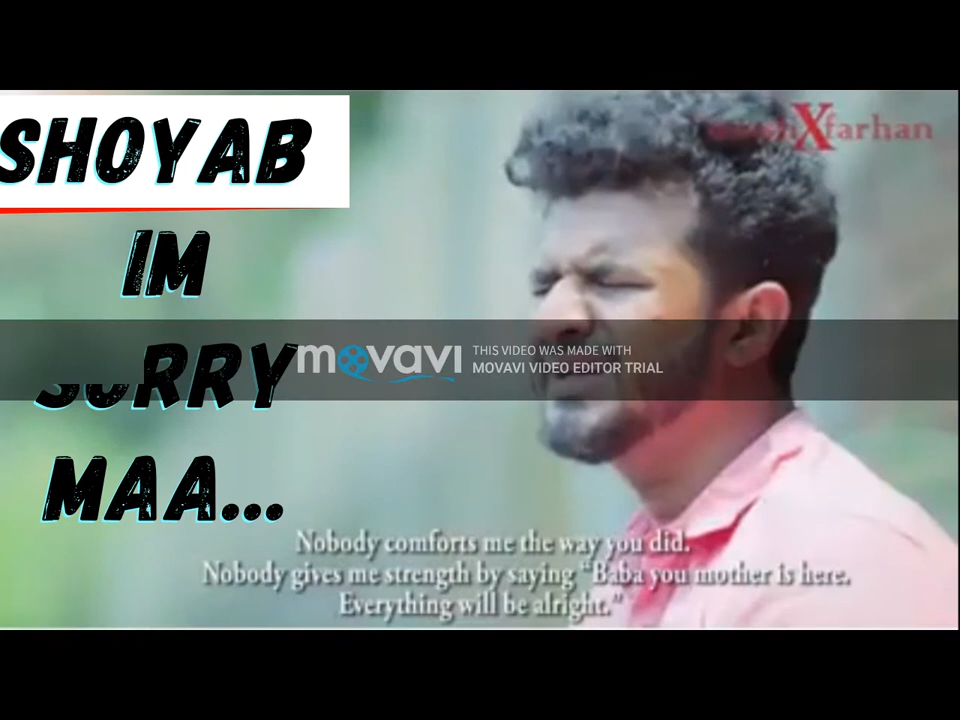 SHOYAB
IM
SORRY
MAA...
Xfarhan
movavi
THIS VIDEO WAS MADE WITH
MOVAVI VIDEO EDITOR TRIAL
Nobody comforts me the way you did.
Nobody gives me strength by saying "Baba you mother is here.
Everything will be alright."